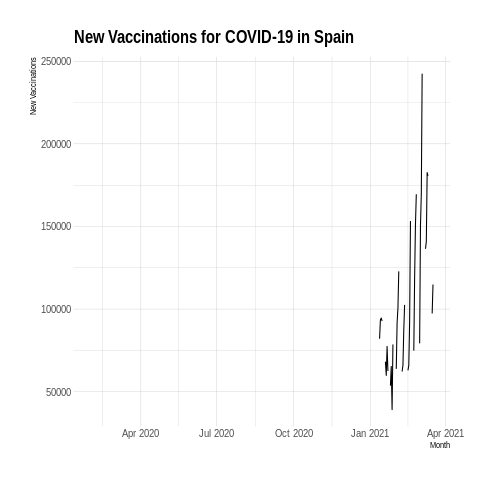 New Vaccinations for COVID-19 in Spain
New Vaccinations
250000
200000
150000
100000
50000
Apr 2020 Jul 2020 Oct 2020 Jan 2021 Apr 2021
Month